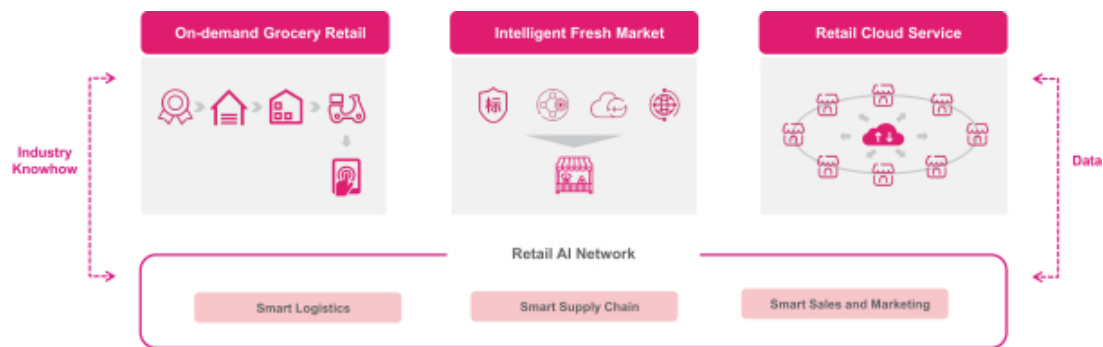 On-demand Grocery Retail
Intelligent Fresh Market
Retail Cloud Service
标
Industry
Knowhow
Data
Retail AI Network
Smart Logistics
Smart Supply Chain
Smart Sales and Marketing